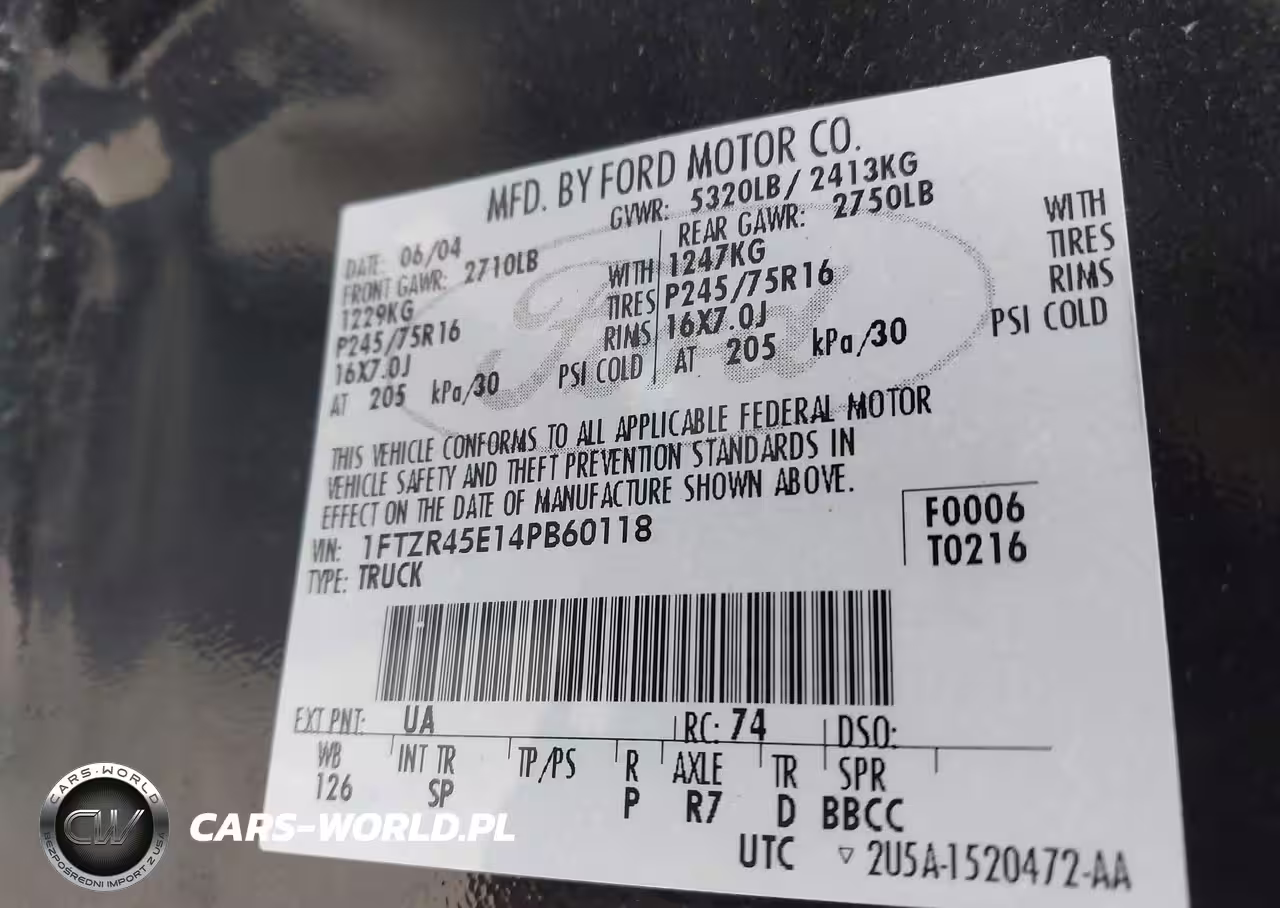 MFD. BY FORD MOTOR CO.
DATE: 06/04 GVWR: 5320LB/ 2413KG
FRONT GAWR: 2710LB REAR GAWR: 2750LB
1229KG WITH 1247KG WITH
P245/75R16 TIRES P245/75R16 TIRES
16X7.0J RIMS 16X7.0J RIMS
AT 205 kPa/30 PSI COLD AT 205 kPa/30 PSI COLD
Ford
THIS VEHICLE CONFORMS TO ALL APPLICABLE FEDERAL MOTOR
VEHICLE SAFETY AND THEFT PREVENTION STANDARDS IN
EFFECT ON THE DATE OF MANUFACTURE SHOWN ABOVE.
VIN: 1FTZR45E14PB60118 F0006
TYPE: TRUCK T0216
EXT PNT: UA RC: 74 DSO:
WB INT TR TP/PS R AXLE TR SPR
126 SP P R7 D BBCC
UTC ▽ 2U5A-1520472-AA
CARS-WORLD
CW
BEZPOŚREDNI IMPORT Z USA
CARS-WORLD.PL